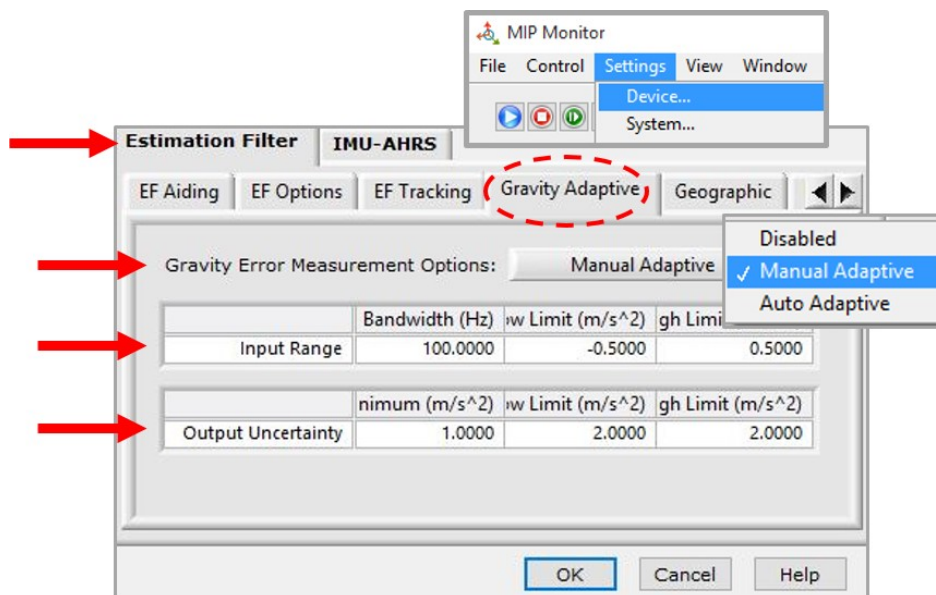 MIP Monitor
File Control Settings View Window
Device...
System...
Estimation Filter IMU-AHRS
EF Aiding EF Options EF Tracking Gravity Adaptive Geographic
Disabled
Gravity Error Measurement Options: Manual Adaptive
✓ Manual Adaptive
Auto Adaptive
Bandwidth (Hz) ow Limit (m/s^2) gh Limi
Input Range 100.0000 -0.5000 0.5000
nimum (m/s^2) ow Limit (m/s^2) gh Limit (m/s^2)
Output Uncertainty 1.0000 2.0000 2.0000
OK Cancel Help